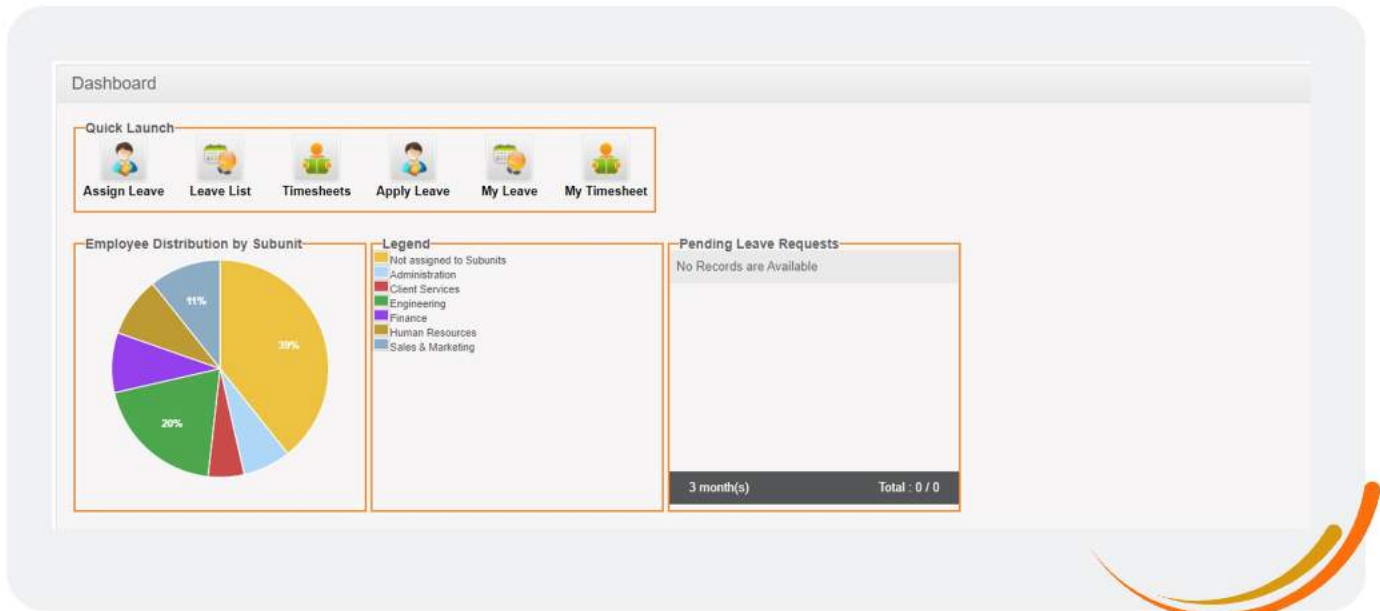 Dashboard
Quick Launch
Assign Leave Leave List Timesheets Apply Leave My Leave My Timesheet
Employee Distribution by Subunit
11%
39%
20%
Legend
Not assigned to Subunits
Administration
Client Services
Engineering
Finance
Human Resources
Sales & Marketing
Pending Leave Requests
No Records are Available
3 month(s) Total : 0 / 0